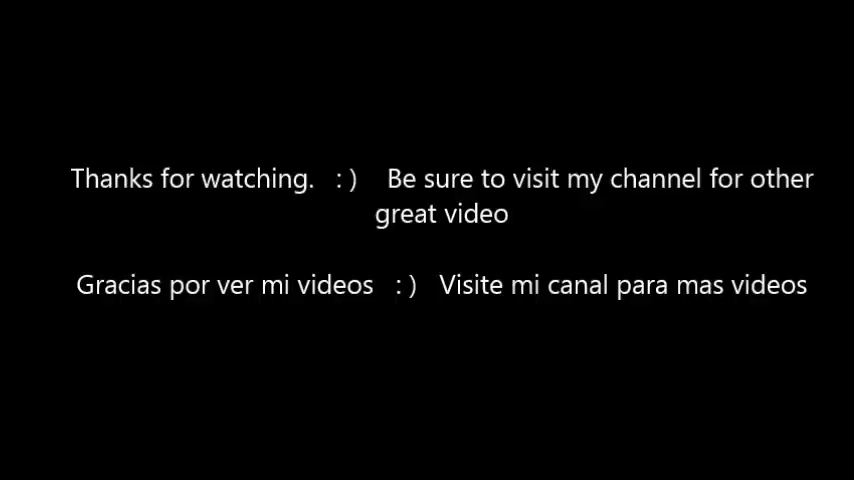 Thanks for watching.   : )    Be sure to visit my channel for other
great video
Gracias por ver mi videos   : )   Visite mi canal para mas videos